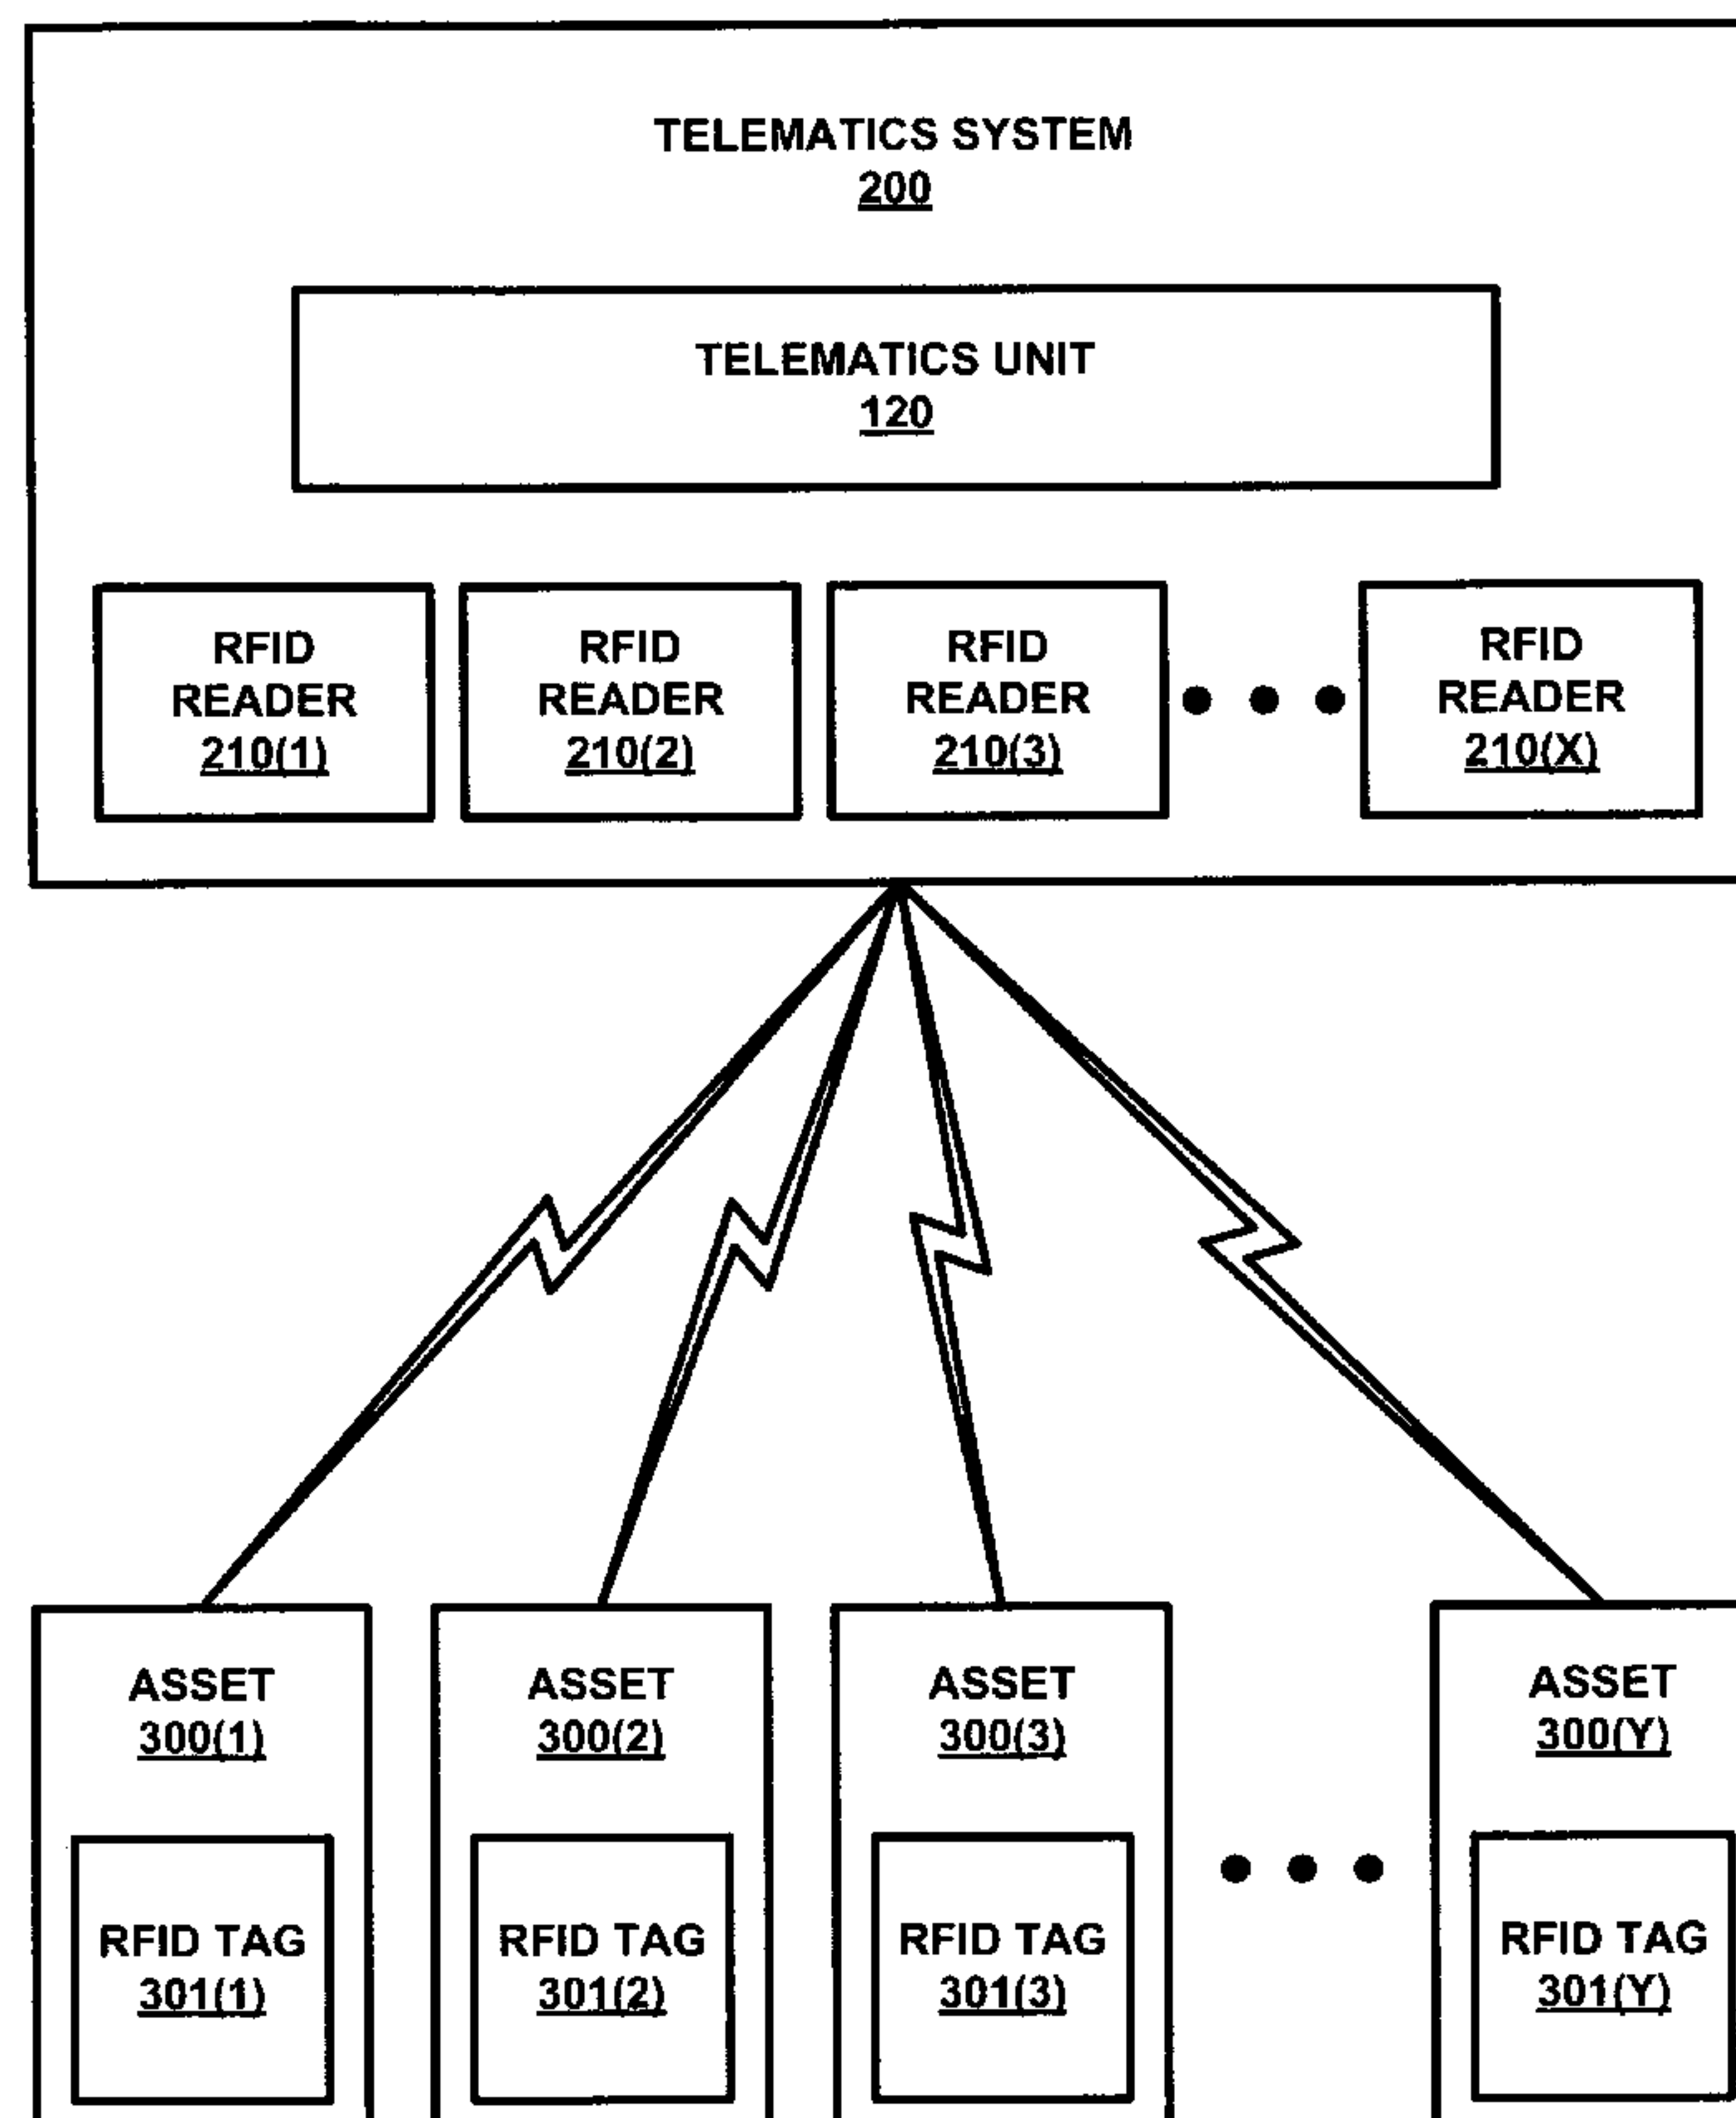 TELEMATICS SYSTEM
200
TELEMATICS UNIT
120
RFID
READER
210(1)
RFID
READER
210(2)
RFID
READER
210(3)
RFID
READER
210(X)
ASSET
300(1)
RFID TAG
301(1)
ASSET
300(2)
RFID TAG
301(2)
ASSET
300(3)
RFID TAG
301(3)
ASSET
300(Y)
RFID TAG
301(Y)